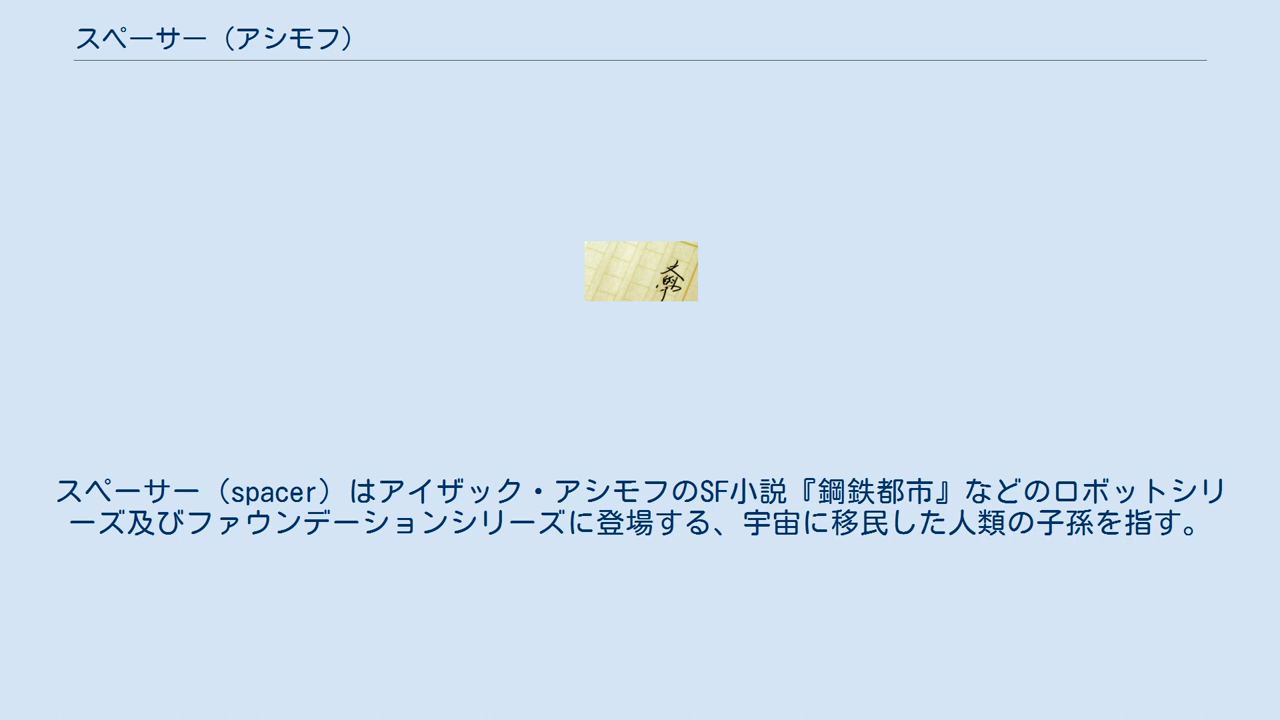 スペーサー（アシモフ）
スペーサー（spacer）はアイザック・アシモフのSF小説『鋼鉄都市』などのロボットシリ
ーズ及びファウンデーションシリーズに登場する、宇宙に移民した人類の子孫を指す。